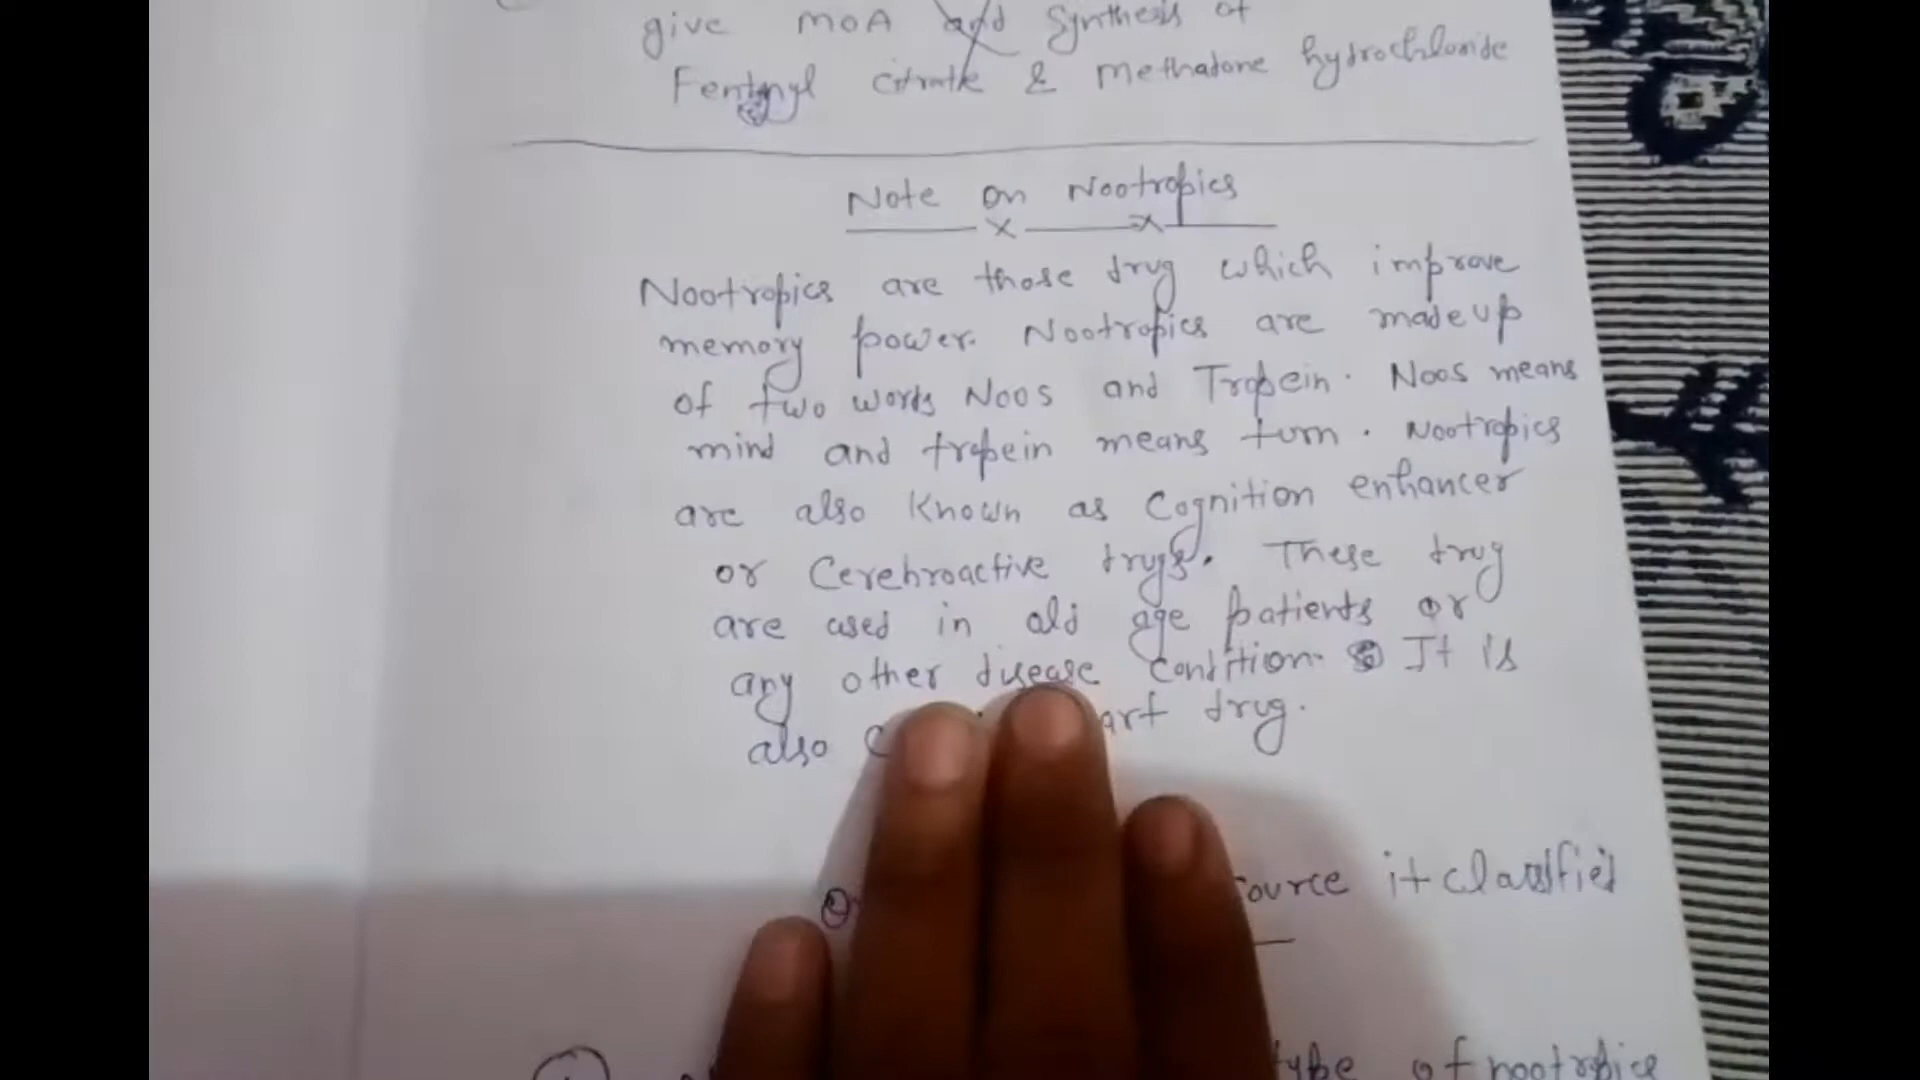 give MOA and Synthesis of
Fentanyl citrate & Methadone hydrochloride
Note on Nootropics
Nootropics are those drug which improve
memory power. Nootropics are made up
of two words Noos and Tropein. Noos means
mind and tropein means turn. Nootropics
are also known as Cognition enhancer
or Cerebroactive drugs. These drug
are used in old age patients or
any other disease condition. It is
also art drug.
ource it classified
type of nootropics